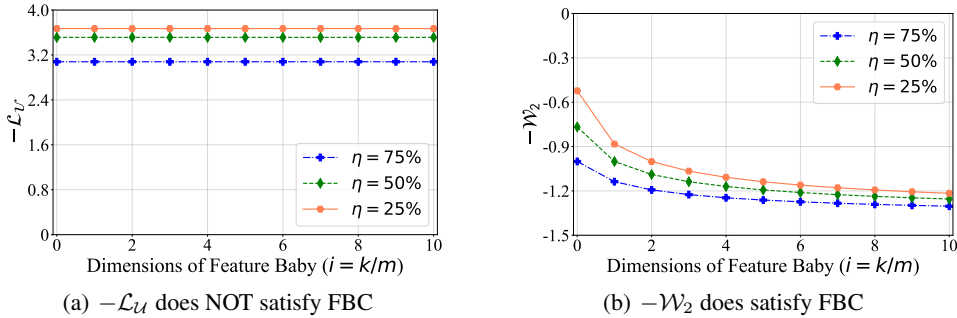 4.0
3.2
2.4
1.6
0.8
0
−ℒ_𝒰
0 2 4 6 8 10
η = 75%
η = 50%
η = 25%
Dimensions of Feature Baby (i = k/m)
(a) −ℒ_𝒰 does NOT satisfy FBC
0
-0.3
-0.6
-0.9
-1.2
-1.5
−𝒲₂
0 2 4 6 8 10
η = 75%
η = 50%
η = 25%
Dimensions of Feature Baby (i = k/m)
(b) −𝒲₂ does satisfy FBC